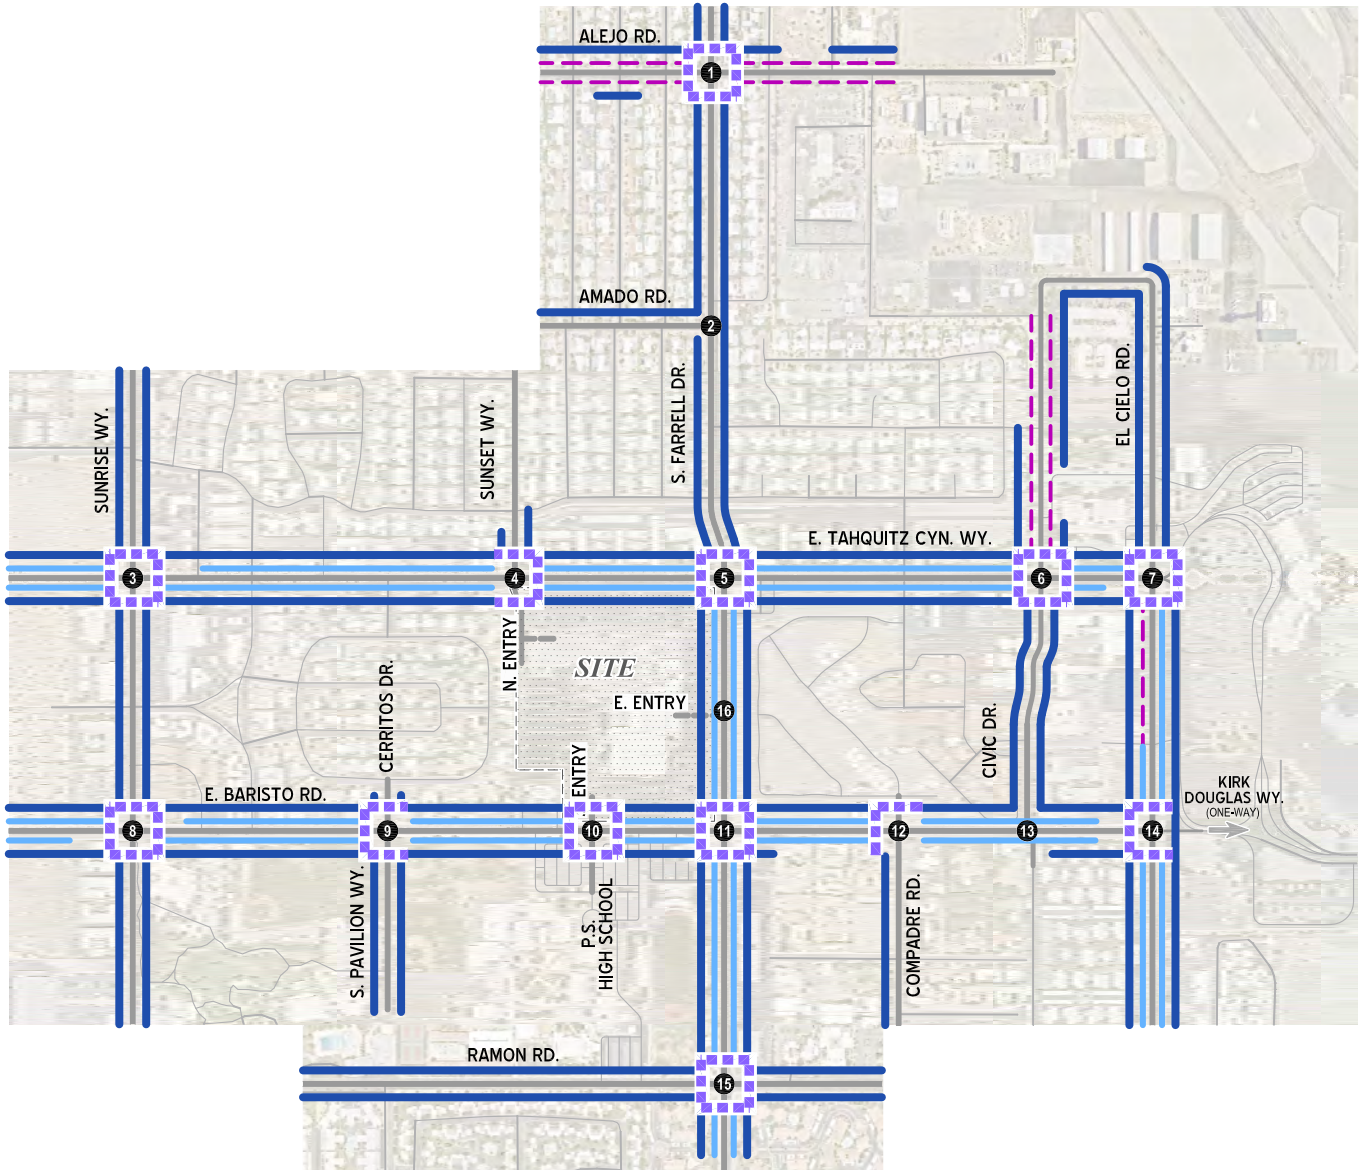 ALEJO RD.
1
AMADO RD.
2
S. FARRELL DR.
EL CIELO RD.
SUNRISE WY.
SUNSET WY.
E. TAHQUITZ CYN. WY.
3
4
5
6
7
N. ENTRY
SITE
E. ENTRY
16
CERRITOS DR.
CIVIC DR.
ENTRY
E. BARISTO RD.
KIRK
DOUGLAS WY.
(ONE-WAY)
8
9
10
11
12
13
14
S. PAVILION WY.
P.S.
HIGH SCHOOL
COMPADRE RD.
RAMON RD.
15